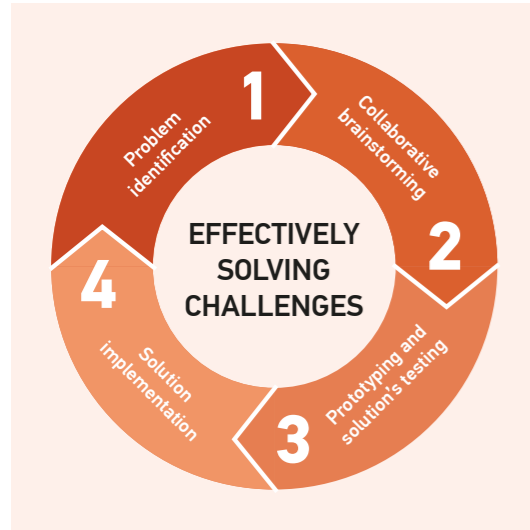 EFFECTIVELY
SOLVING
CHALLENGES
1
Problem
identification
Collaborative
brainstorming
2
Prototyping and
solution's testing
3
Solution
implementation
4